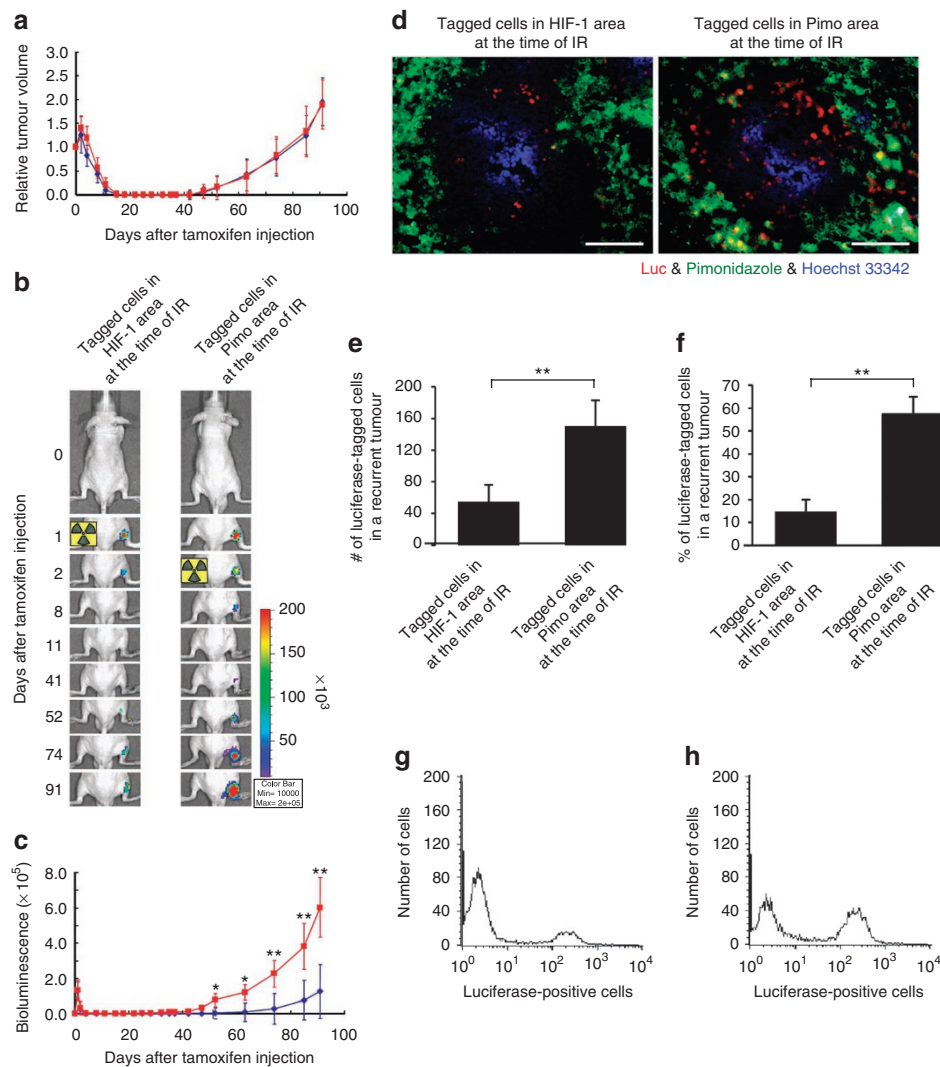 a
Relative tumour volume
3.0
2.5
2.0
1.5
1.0
0.5
0.0
0 20 40 60 80 100
Days after tamoxifen injection
b
Tagged cells in
HIF-1 area
at the time of IR
Tagged cells in
Pimo area
at the time of IR
Days after tamoxifen injection
0
1
2
8
11
41
52
74
91
200
150
100
50
×10³
Color Bar
Min= 10000
Max= 2e+05
c
Bioluminescence (× 10⁵)
8.0
6.0
4.0
2.0
0.0
* * ** ** **
0 20 40 60 80 100
Days after tamoxifen injection
d
Tagged cells in HIF-1 area
at the time of IR
Tagged cells in Pimo area
at the time of IR
Luc & Pimonidazole & Hoechst 33342
e
# of luciferase-tagged cells
in a recurrent tumour
200
160
120
80
40
0
**
Tagged cells in
HIF-1 area
at the time of IR
Tagged cells in
Pimo area
at the time of IR
f
% of luciferase-tagged cells
in a recurrent tumour
70
60
50
40
30
20
10
0
**
Tagged cells in
HIF-1 area
at the time of IR
Tagged cells in
Pimo area
at the time of IR
g
Number of cells
200
160
120
80
40
0
10⁰ 10¹ 10² 10³ 10⁴
Luciferase-positive cells
h
Number of cells
200
160
120
80
40
0
10⁰ 10¹ 10² 10³ 10⁴
Luciferase-positive cells